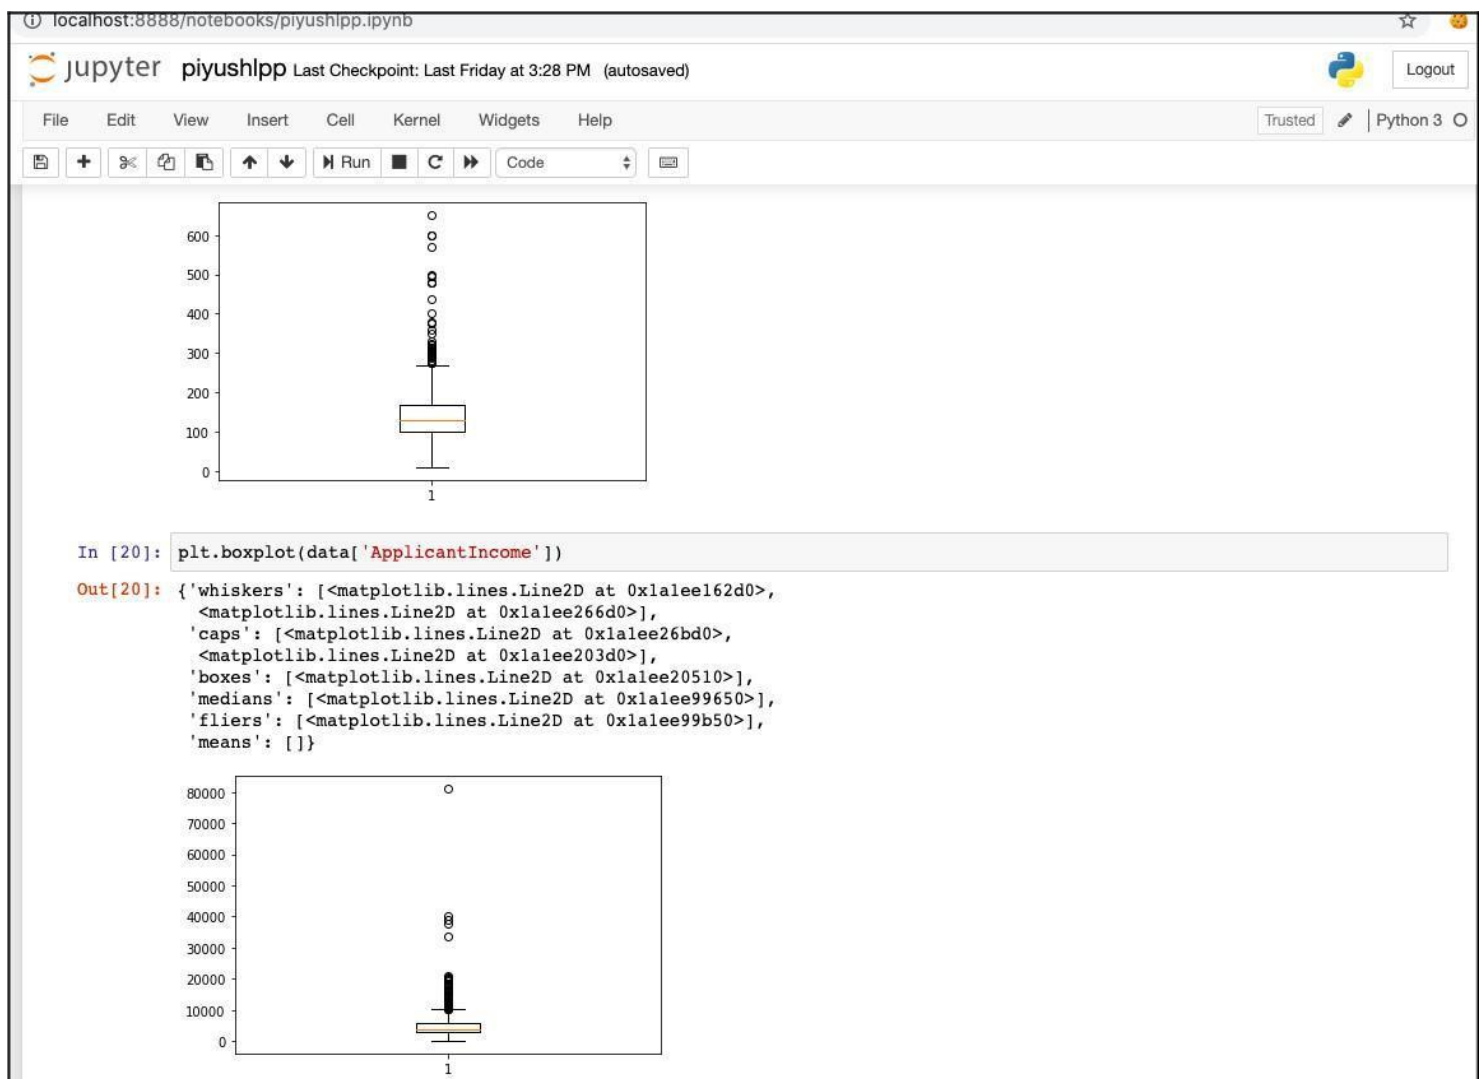 localhost:8888/notebooks/piyushlpp.ipynb
jupyter piyushlpp Last Checkpoint: Last Friday at 3:28 PM (autosaved)
Logout
File Edit View Insert Cell Kernel Widgets Help
Trusted Python 3
Run Code
600
500
400
300
200
100
0
1
In [20]: plt.boxplot(data['ApplicantIncome'])
Out[20]: {'whiskers': [<matplotlib.lines.Line2D at 0x1a1ee162d0>,
<matplotlib.lines.Line2D at 0x1a1ee266d0>],
'caps': [<matplotlib.lines.Line2D at 0x1a1ee26bd0>,
<matplotlib.lines.Line2D at 0x1a1ee203d0>],
'boxes': [<matplotlib.lines.Line2D at 0x1a1ee20510>],
'medians': [<matplotlib.lines.Line2D at 0x1a1ee99650>],
'fliers': [<matplotlib.lines.Line2D at 0x1a1ee99b50>],
'means': []}
80000
70000
60000
50000
40000
30000
20000
10000
0
1